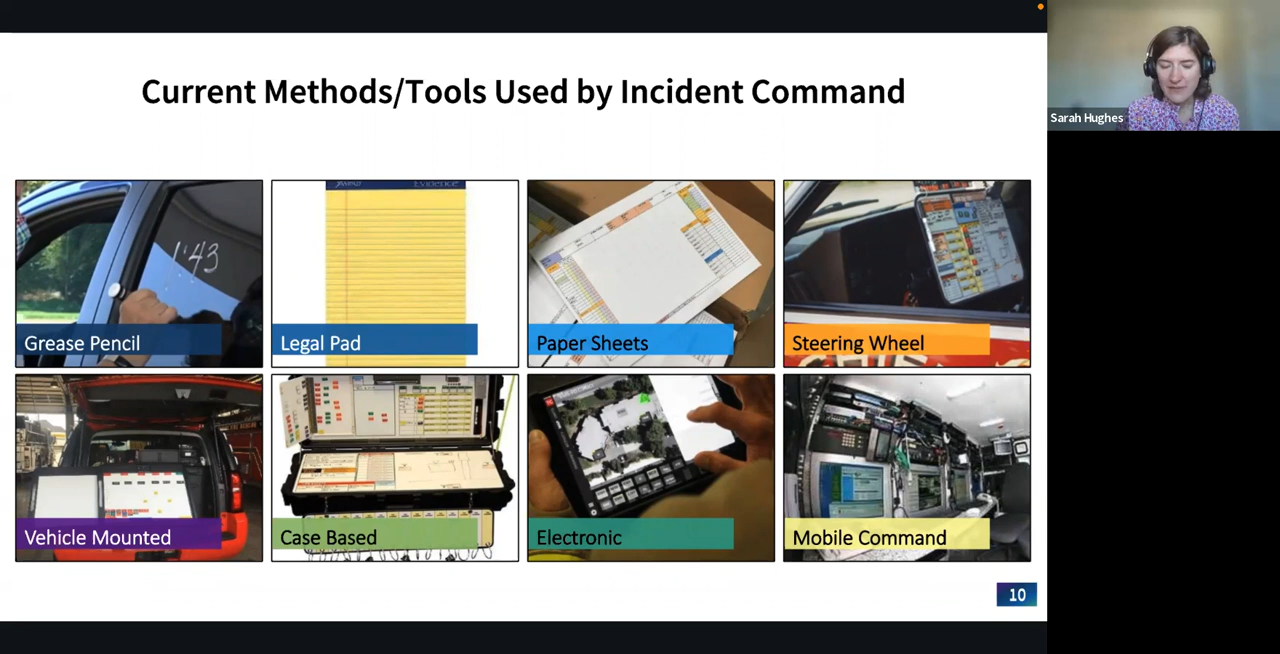 Current Methods/Tools Used by Incident Command
Sarah Hughes
1'43
Evidence
Grease Pencil
Legal Pad
Paper Sheets
Steering Wheel
Vehicle Mounted
Case Based
Electronic
Mobile Command
10